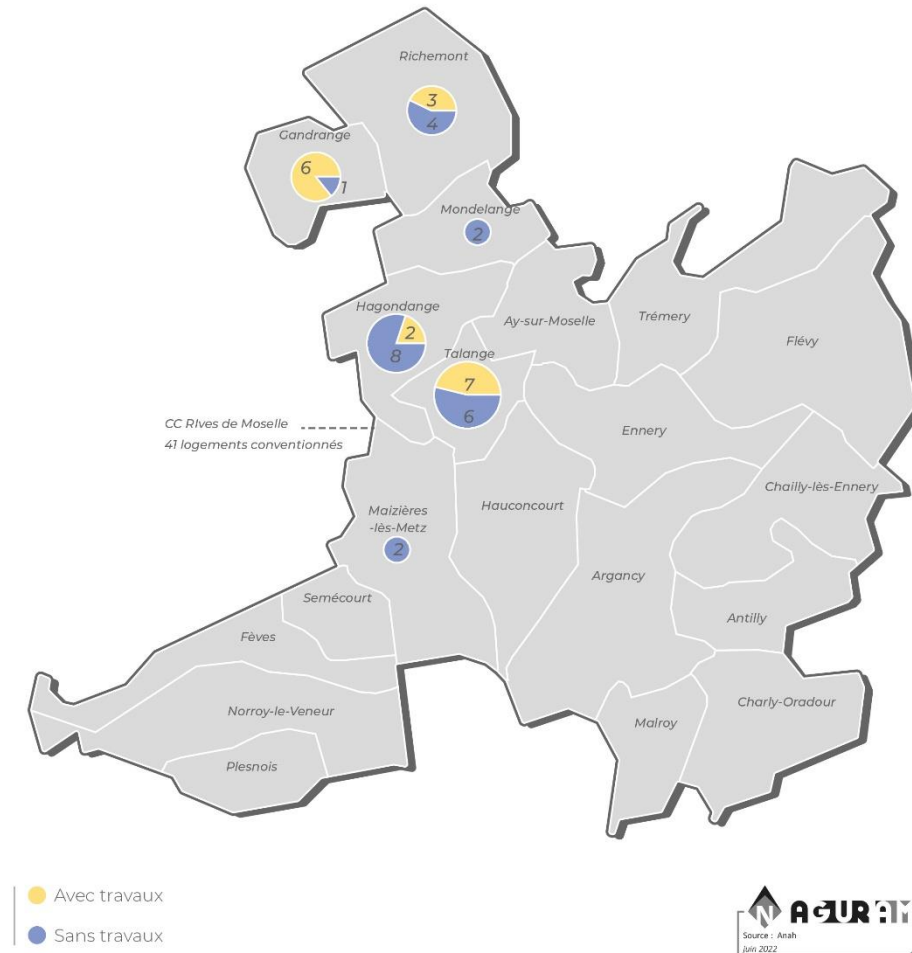 Richemont
3
4
Gandrange
6
1
Mondelange
2
Hagondange
2
8
Ay-sur-Moselle
Trémery
Flévy
Talange
7
6
CC RIves de Moselle
41 logements conventionnés
Ennery
Chailly-lès-Ennery
Maizières
-lès-Metz
2
Hauconcourt
Argancy
Semécourt
Antilly
Fèves
Norroy-le-Veneur
Charly-Oradour
Malroy
Plesnois
Avec travaux
Sans travaux
N AGURAM
Source : Anah
juin 2022